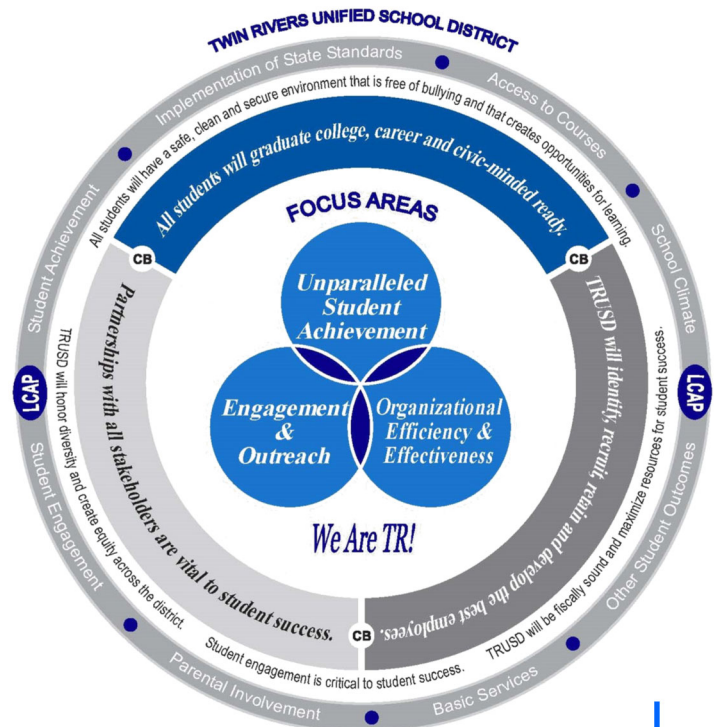 TWIN RIVERS UNIFIED SCHOOL DISTRICT
Implementation of State Standards
Access to Courses
School Climate
LCAP
Other Student Outcomes
Basic Services
Parental Involvement
Student Engagement
LCAP
Student Achievement
All students will have a safe, clean and secure environment that is free of bullying and that creates opportunities for learning.
TRUSD will be fiscally sound and maximize resources for student success.
Student engagement is critical to student success.
TRUSD will honor diversity and create equity across the district.
All students will graduate college, career and civic-minded ready.
CB
TRUSD will identify, recruit, retain and develop the best employees.
CB
Partnerships with all stakeholders are vital to student success.
CB
FOCUS AREAS
Unparalleled
Student
Achievement
Engagement
&
Outreach
Organizational
Efficiency &
Effectiveness
We Are TR!